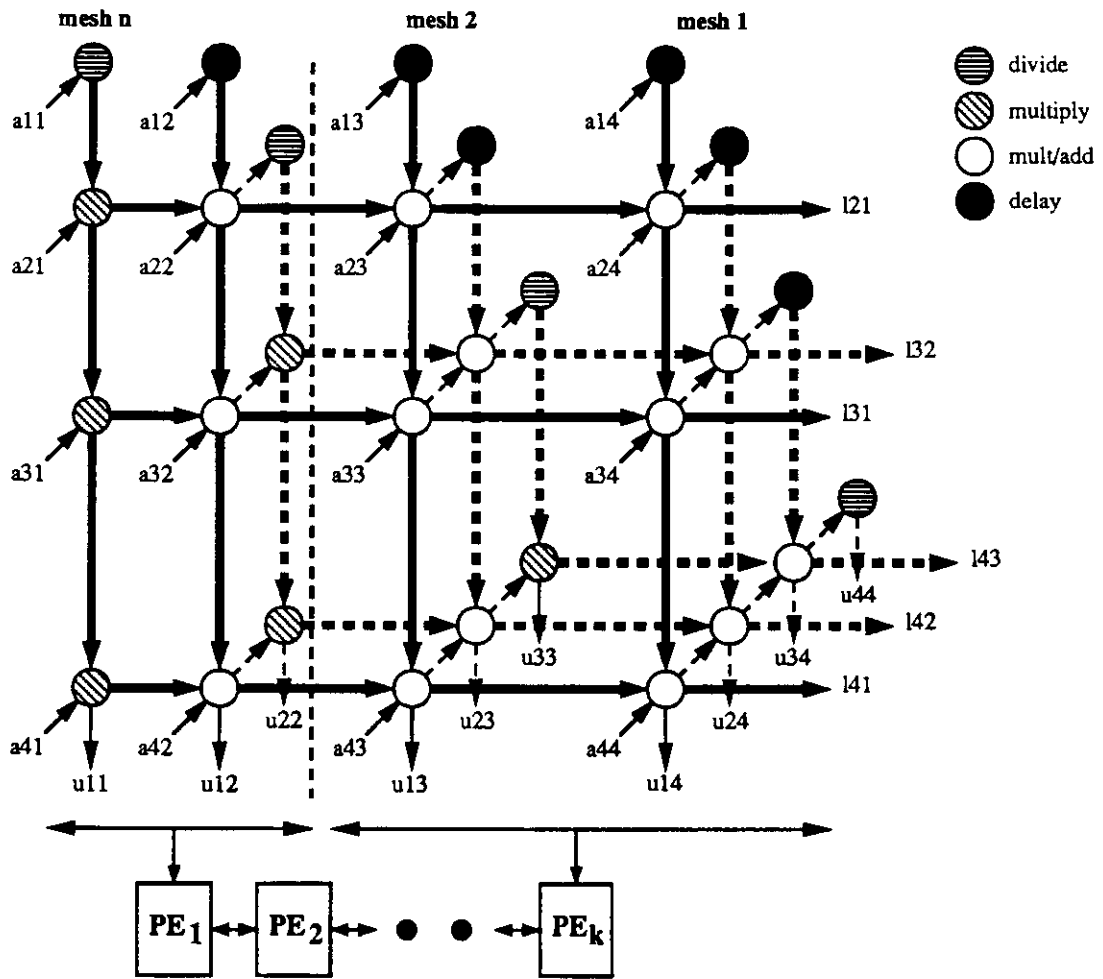 mesh n
mesh 2
mesh 1
divide
multiply
mult/add
delay
a11
a12
a13
a14
l21
a21
a22
a23
a24
l32
l31
a31
a32
a33
a34
l43
u44
l42
u33
u34
l41
a41
a42
u22
a43
u23
a44
u24
u11
u12
u13
u14
PE1
PE2
PEk